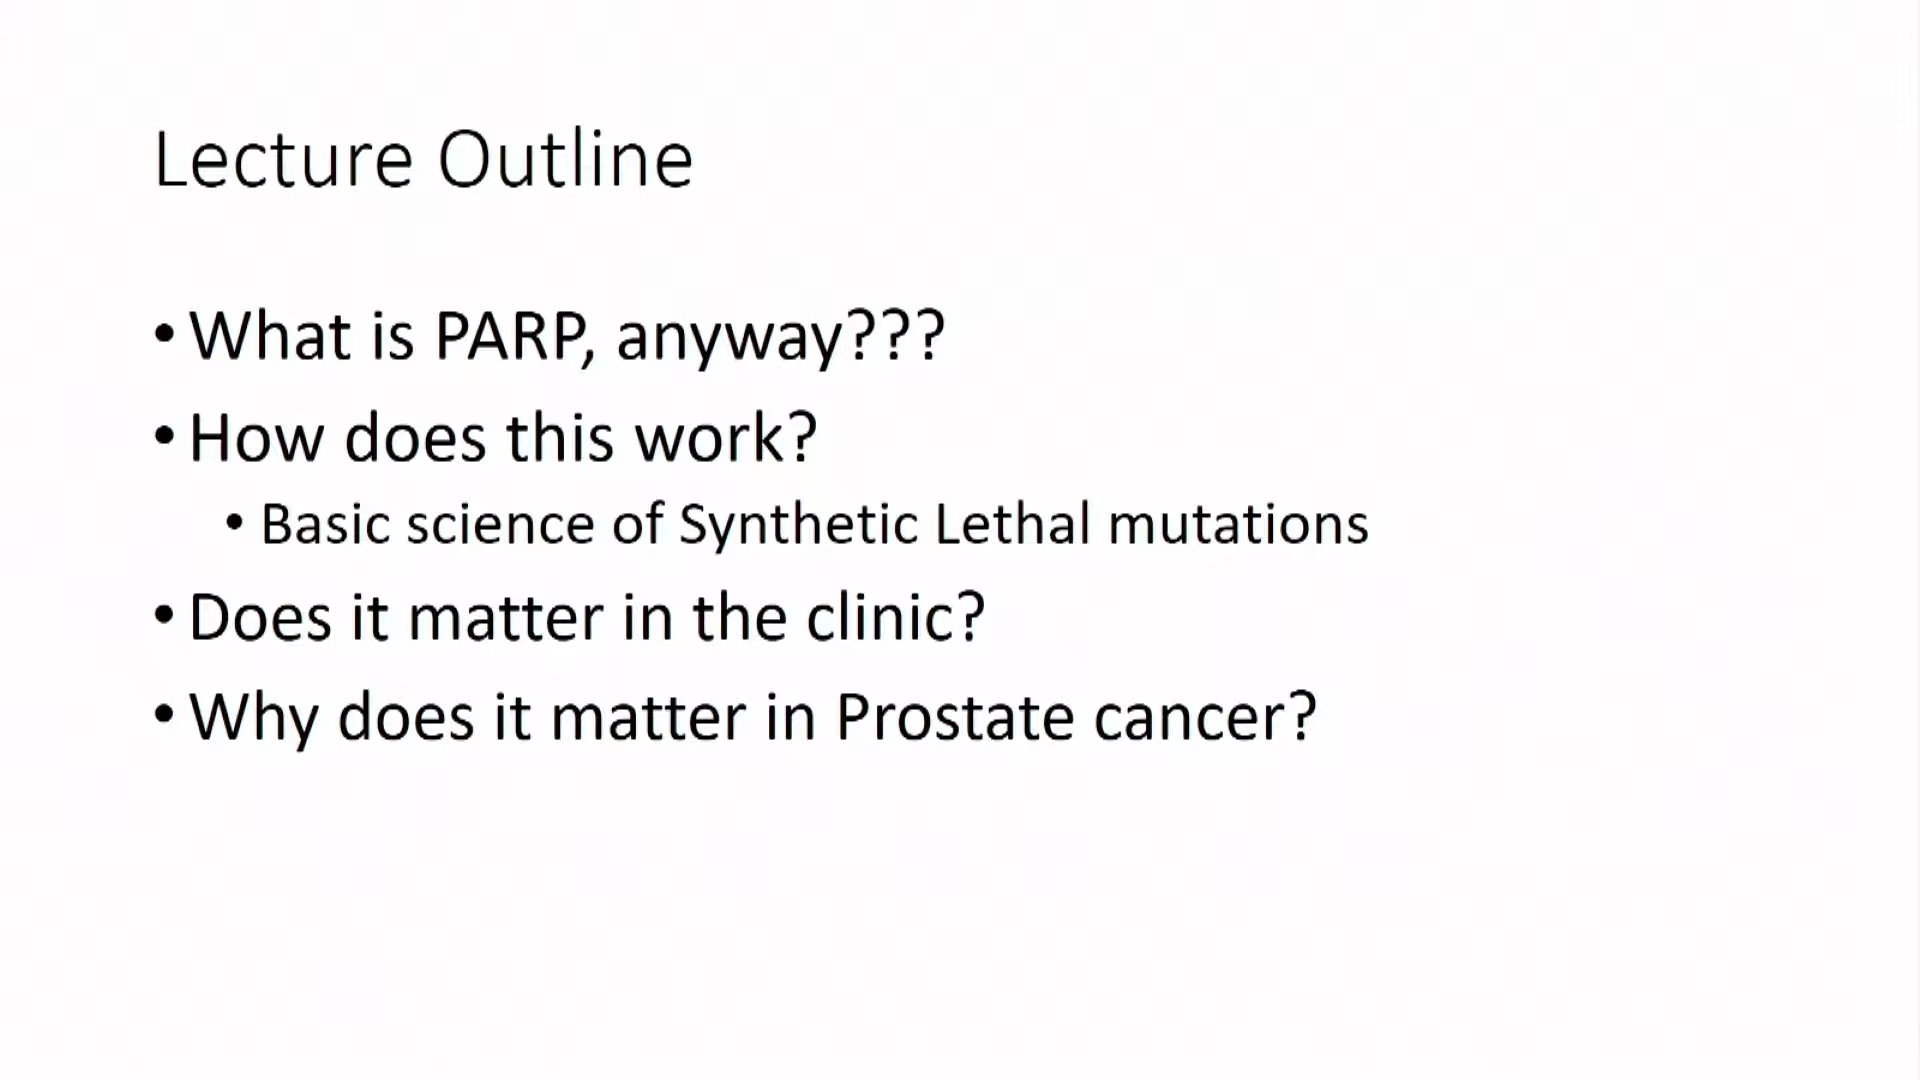 Lecture Outline
• What is PARP, anyway???
• How does this work?
• Basic science of Synthetic Lethal mutations
• Does it matter in the clinic?
• Why does it matter in Prostate cancer?